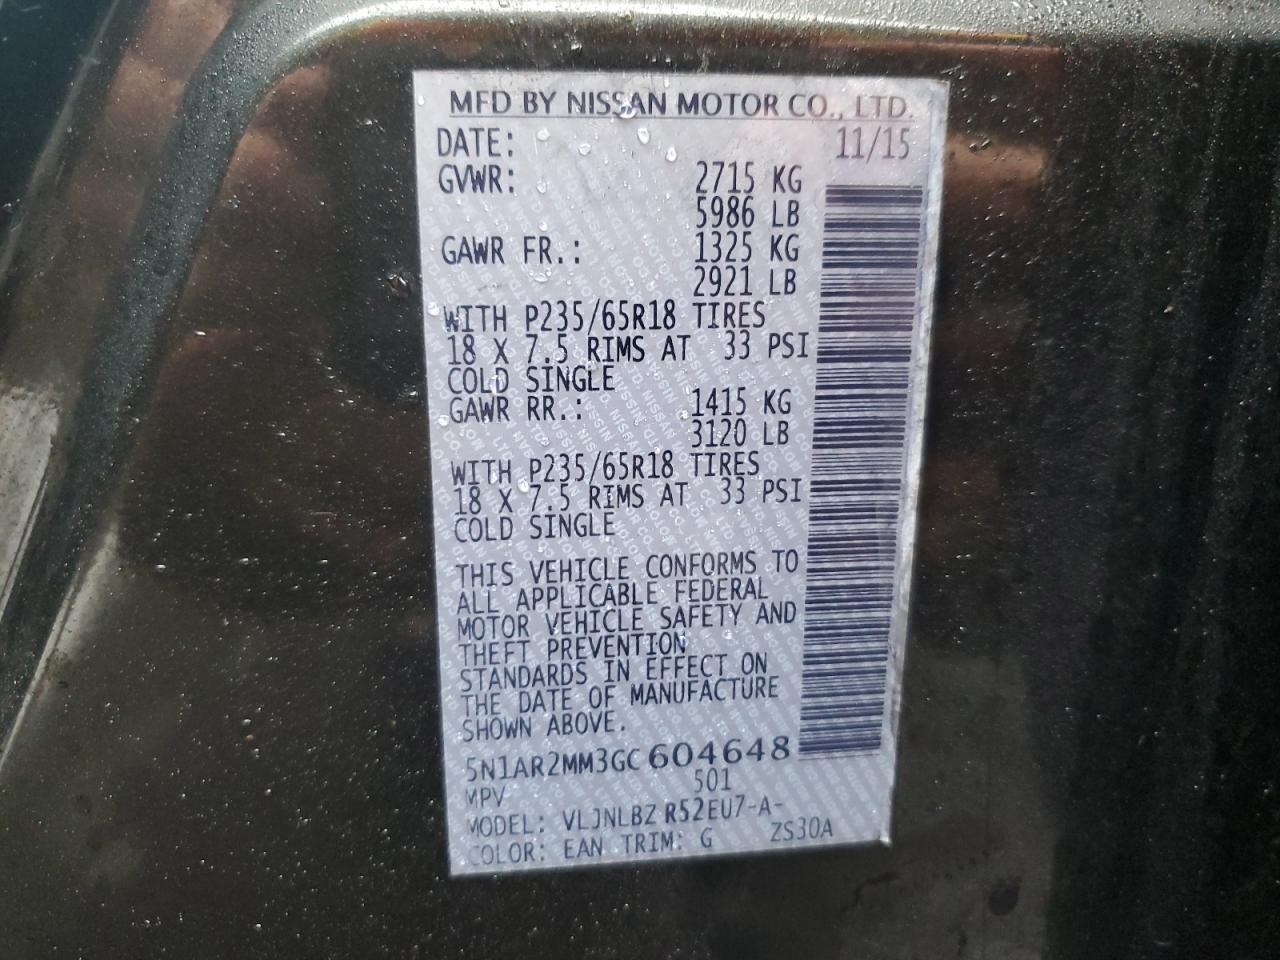 MFD BY NISSAN MOTOR CO., LTD.
DATE: 11/15
GVWR: 2715 KG
5986 LB
GAWR FR.: 1325 KG
2921 LB
WITH P235/65R18 TIRES
18 X 7.5 RIMS AT 33 PSI
COLD SINGLE
GAWR RR.: 1415 KG
3120 LB
WITH P235/65R18 TIRES
18 X 7.5 RIMS AT 33 PSI
COLD SINGLE
THIS VEHICLE CONFORMS TO
ALL APPLICABLE FEDERAL
MOTOR VEHICLE SAFETY AND
THEFT PREVENTION
STANDARDS IN EFFECT ON
THE DATE OF MANUFACTURE
SHOWN ABOVE.
5N1AR2MM3GC604648
MPV 501
MODEL: VLJNLBZ R52EU7-A-
COLOR: EAN TRIM: G ZS30A